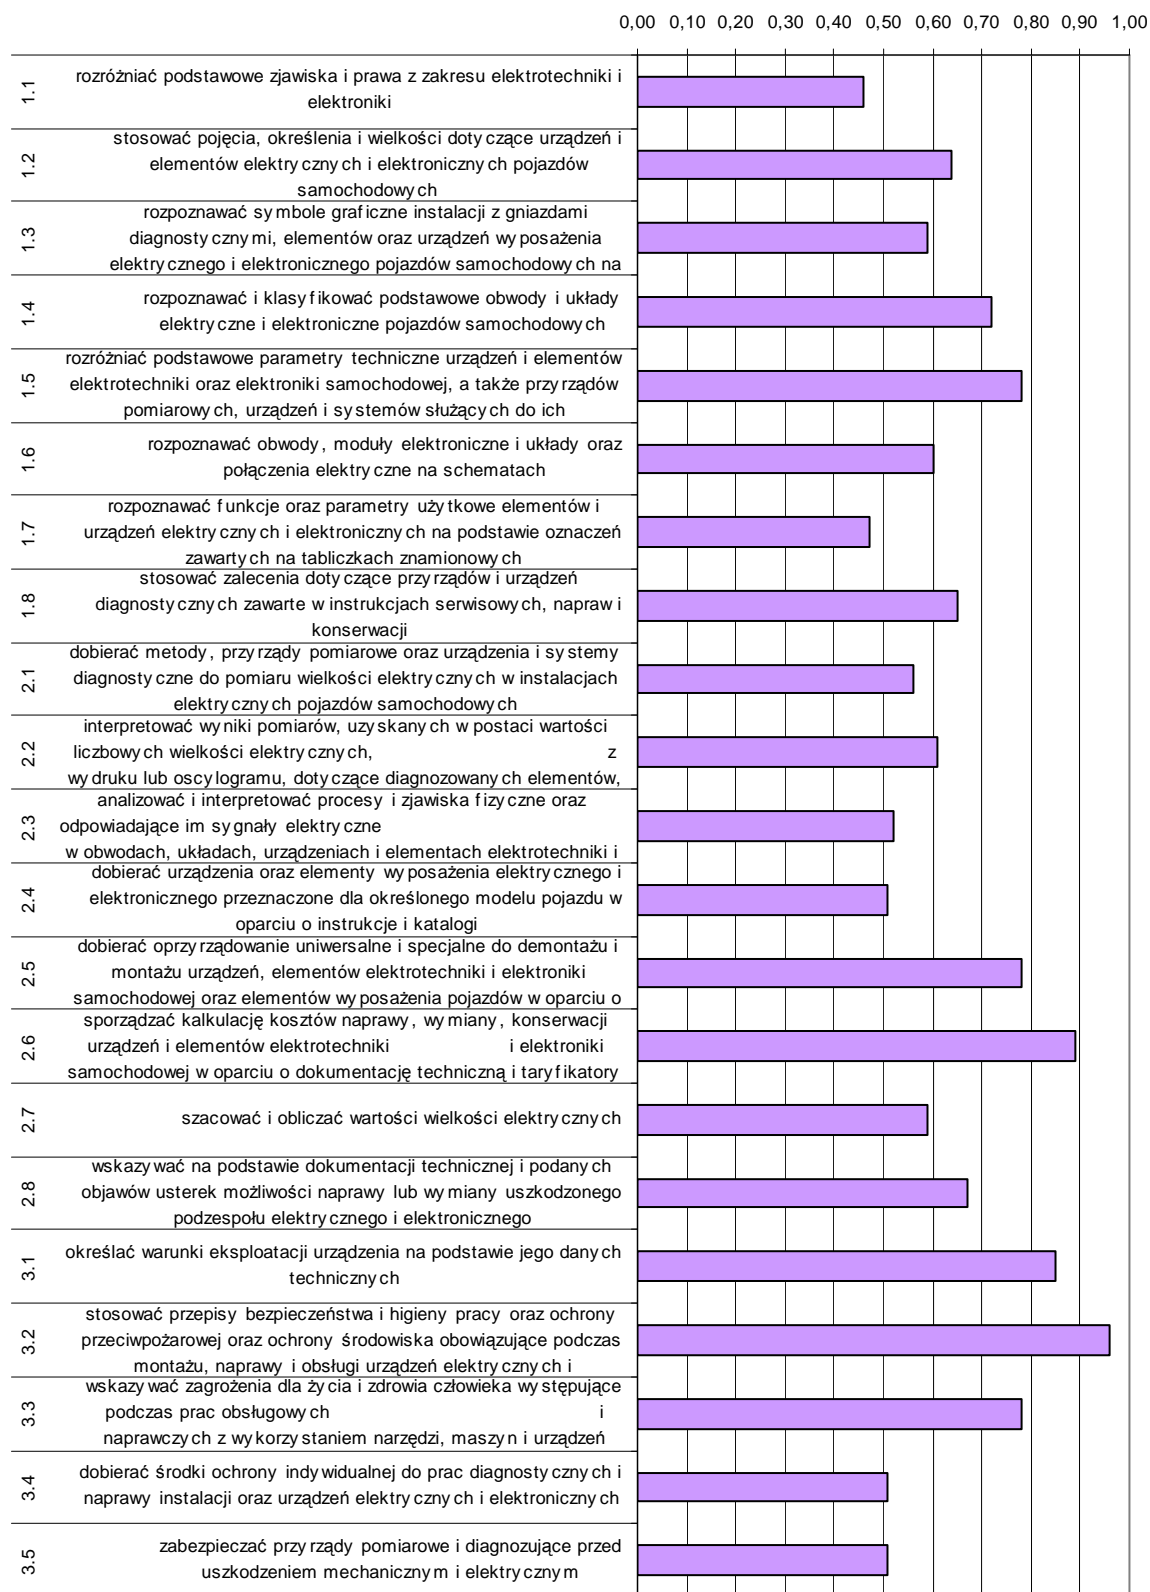 0,00 0,10 0,20 0,30 0,40 0,50 0,60 0,70 0,80 0,90 1,00
1.1
rozróżniać podstawowe zjawiska i prawa z zakresu elektrotechniki i
elektroniki
1.2
stosować pojęcia, określenia i wielkości dotyczące urządzeń i
elementów elektrycznych i elektronicznych pojazdów
samochodowych
1.3
rozpoznawać symbole graficzne instalacji z gniazdami
diagnostycznymi, elementów oraz urządzeń wyposażenia
elektrycznego i elektronicznego pojazdów samochodowych na
1.4
rozpoznawać i klasyfikować podstawowe obwody i układy
elektryczne i elektroniczne pojazdów samochodowych
1.5
rozróżniać podstawowe parametry techniczne urządzeń i elementów
elektrotechniki oraz elektroniki samochodowej, a także przyrządów
pomiarowych, urządzeń i systemów służących do ich
1.6
rozpoznawać obwody, moduły elektroniczne i układy oraz
połączenia elektryczne na schematach
1.7
rozpoznawać funkcje oraz parametry użytkowe elementów i
urządzeń elektrycznych i elektronicznych na podstawie oznaczeń
zawartych na tabliczkach znamionowych
1.8
stosować zalecenia dotyczące przyrządów i urządzeń
diagnostycznych zawarte w instrukcjach serwisowych, napraw i
konserwacji
2.1
dobierać metody, przyrządy pomiarowe oraz urządzenia i systemy
diagnostyczne do pomiaru wielkości elektrycznych w instalacjach
elektrycznych pojazdów samochodowych
2.2
interpretować wyniki pomiarów, uzyskanych w postaci wartości
liczbowych wielkości elektrycznych, z
wydruku lub oscylogramu, dotyczące diagnozowanych elementów,
2.3
analizować i interpretować procesy i zjawiska fizyczne oraz
odpowiadające im sygnały elektryczne
w obwodach, układach, urządzeniach i elementach elektrotechniki i
2.4
dobierać urządzenia oraz elementy wyposażenia elektrycznego i
elektronicznego przeznaczone dla określonego modelu pojazdu w
oparciu o instrukcje i katalogi
2.5
dobierać oprzyrządowanie uniwersalne i specjalne do demontażu i
montażu urządzeń, elementów elektrotechniki i elektroniki
samochodowej oraz elementów wyposażenia pojazdów w oparciu o
2.6
sporządzać kalkulację kosztów naprawy, wymiany, konserwacji
urządzeń i elementów elektrotechniki i elektroniki
samochodowej w oparciu o dokumentację techniczną i taryfikatory
2.7
szacować i obliczać wartości wielkości elektrycznych
2.8
wskazywać na podstawie dokumentacji technicznej i podanych
objawów usterek możliwości naprawy lub wymiany uszkodzonego
podzespołu elektrycznego i elektronicznego
3.1
określać warunki eksploatacji urządzenia na podstawie jego danych
technicznych
3.2
stosować przepisy bezpieczeństwa i higieny pracy oraz ochrony
przeciwpożarowej oraz ochrony środowiska obowiązujące podczas
montażu, naprawy i obsługi urządzeń elektrycznych i
3.3
wskazywać zagrożenia dla życia i zdrowia człowieka występujące
podczas prac obsługowych i
naprawczych z wykorzystaniem narzędzi, maszyn i urządzeń
3.4
dobierać środki ochrony indywidualnej do prac diagnostycznych i
naprawy instalacji oraz urządzeń elektrycznych i elektronicznych
3.5
zabezpieczać przyrządy pomiarowe i diagnozujące przed
uszkodzeniem mechanicznym i elektrycznym